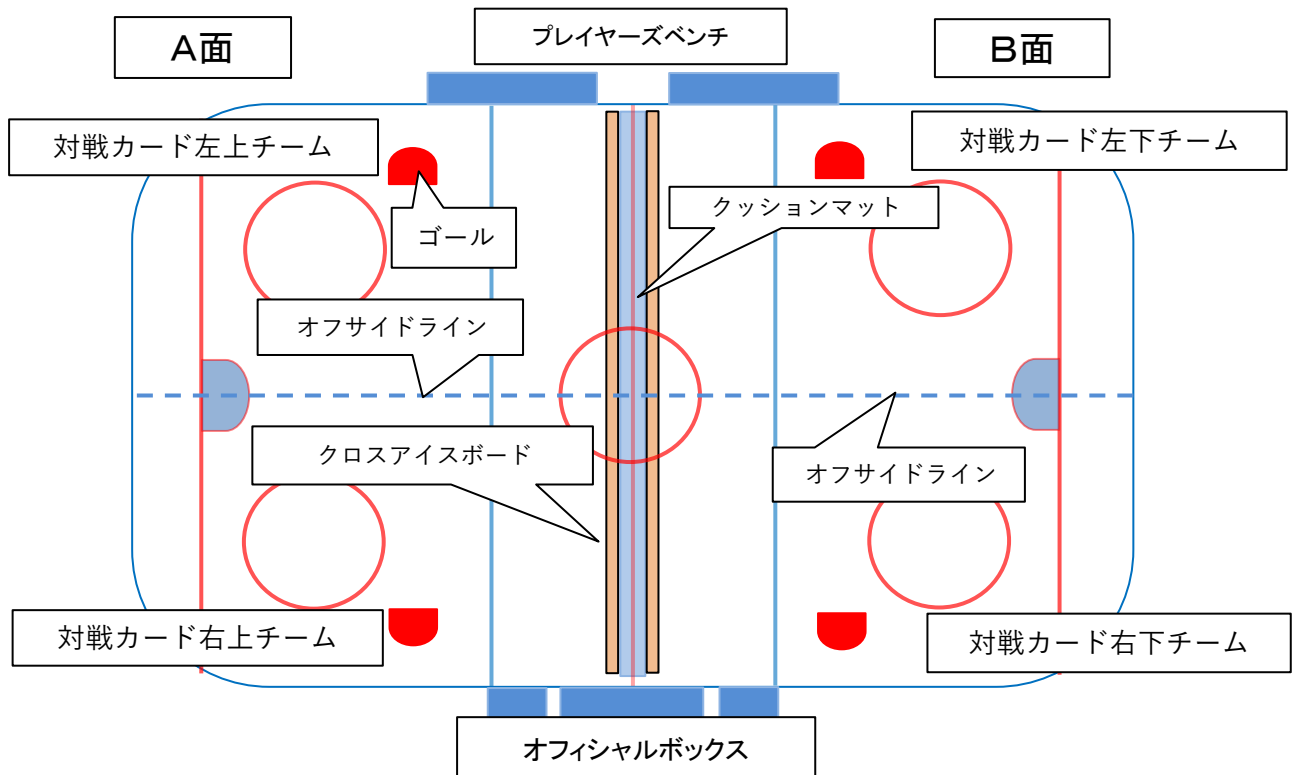 A面
プレイヤーズベンチ
B面
対戦カード左上チーム
対戦カード左下チーム
クッションマット
ゴール
オフサイドライン
クロスアイスボード
オフサイドライン
対戦カード右上チーム
対戦カード右下チーム
オフィシャルボックス